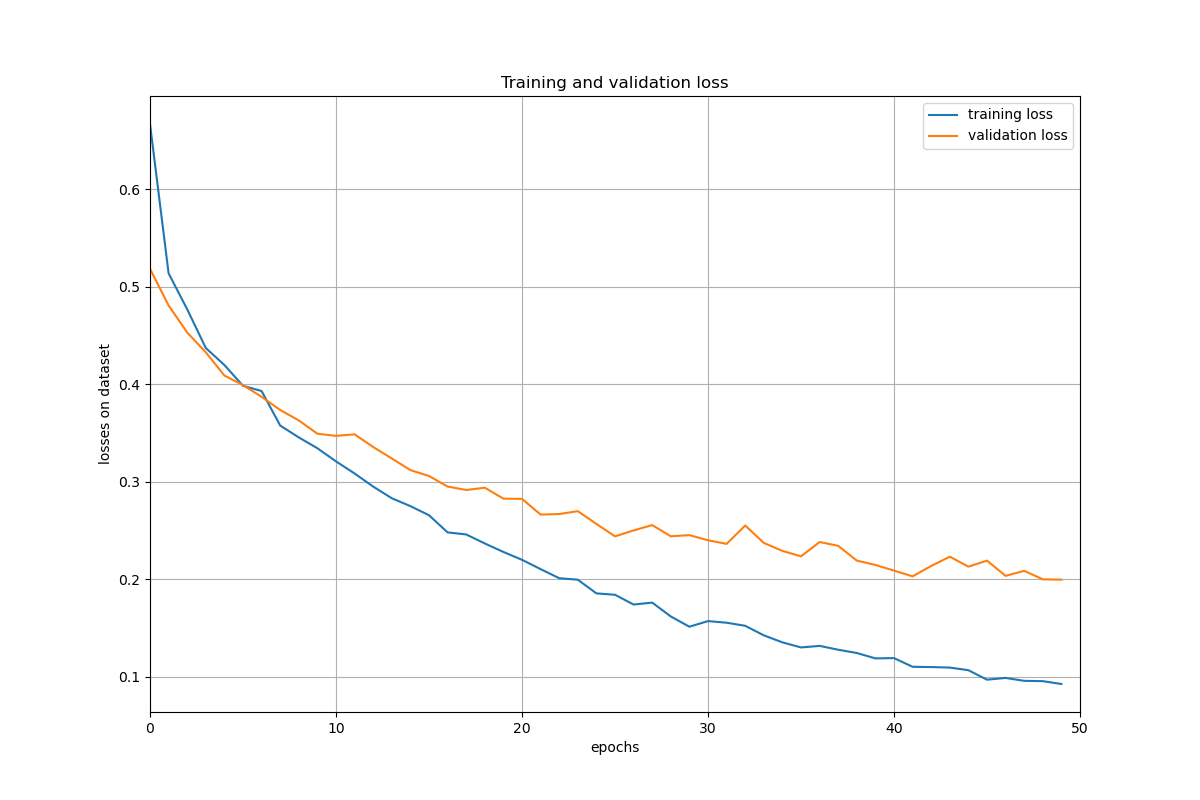 Training and validation loss
training loss
validation loss
losses on dataset
0.6
0.5
0.4
0.3
0.2
0.1
0 10 20 30 40 50
epochs